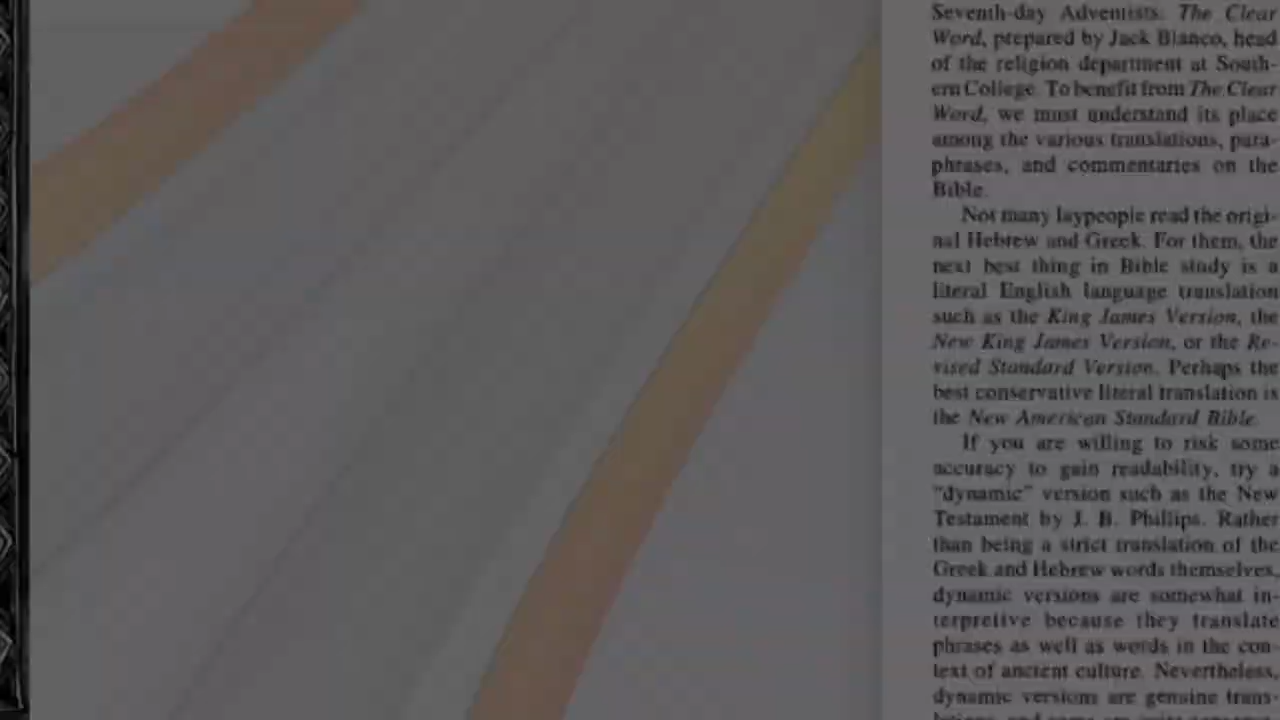 Seventh-day Adventists. The Clear
Word, prepared by Jack Blanco, head
of the religion department at South-
ern College. To benefit from The Clear
Word, we must understand its place
among the various translations, para-
phrases, and commentaries on the
Bible.
Not many laypeople read the origi-
nal Hebrew and Greek. For them, the
next best thing in Bible study is a
literal English language translation
such as the King James Version, the
New King James Version, or the Re-
vised Standard Version. Perhaps the
best conservative literal translation is
the New American Standard Bible.
If you are willing to risk some
accuracy to gain readability, try a
"dynamic" version such as the New
Testament by J. B. Phillips. Rather
than being a strict translation of the
Greek and Hebrew words themselves,
dynamic versions are somewhat in-
terpretive because they translate
phrases as well as words in the con-
text of ancient culture. Nevertheless,
dynamic versions are genuine trans-